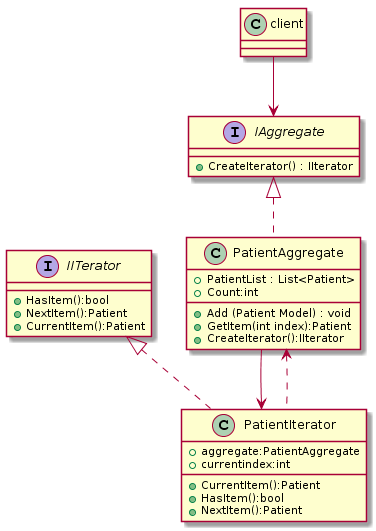 C client
I IAggregate
CreateIterator() : IIterator
C PatientAggregate
PatientList : List<Patient>
Count:int
Add (Patient Model) : void
GetItem(int index):Patient
CreateIterator():IIterator
I IITerator
HasItem():bool
NextItem():Patient
CurrentItem():Patient
C PatientIterator
aggregate:PatientAggregate
currentindex:int
CurrentItem():Patient
HasItem():bool
NextItem():Patient